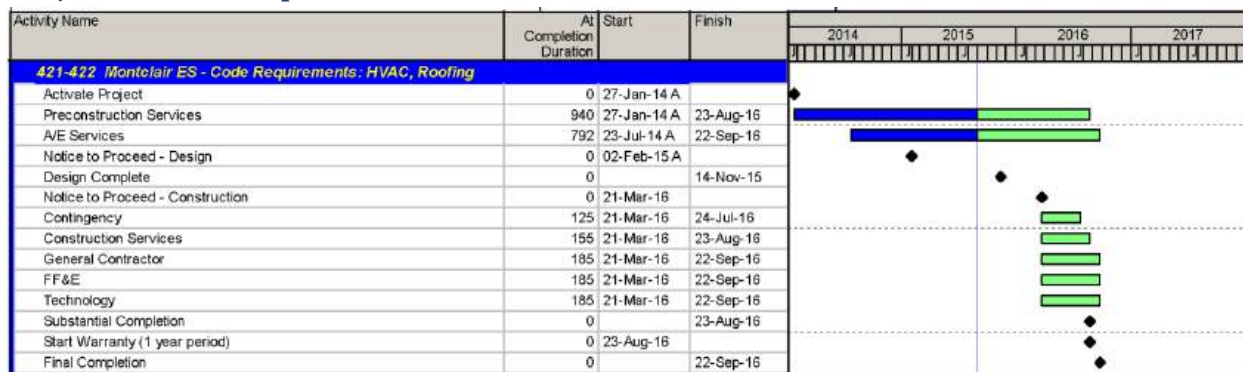 Activity Name At Completion Duration Start Finish
2014 2015 2016 2017
J J J J J J
421-422 Montclair ES - Code Requirements: HVAC, Roofing
Activate Project 0 27-Jan-14 A
Preconstruction Services 940 27-Jan-14 A 23-Aug-16
A/E Services 792 23-Jul-14 A 22-Sep-16
Notice to Proceed - Design 0 02-Feb-15 A
Design Complete 0 14-Nov-15
Notice to Proceed - Construction 0 21-Mar-16
Contingency 125 21-Mar-16 24-Jul-16
Construction Services 155 21-Mar-16 23-Aug-16
General Contractor 185 21-Mar-16 22-Sep-16
FF&E 185 21-Mar-16 22-Sep-16
Technology 185 21-Mar-16 22-Sep-16
Substantial Completion 0 23-Aug-16
Start Warranty (1 year period) 0 23-Aug-16
Final Completion 0 22-Sep-16